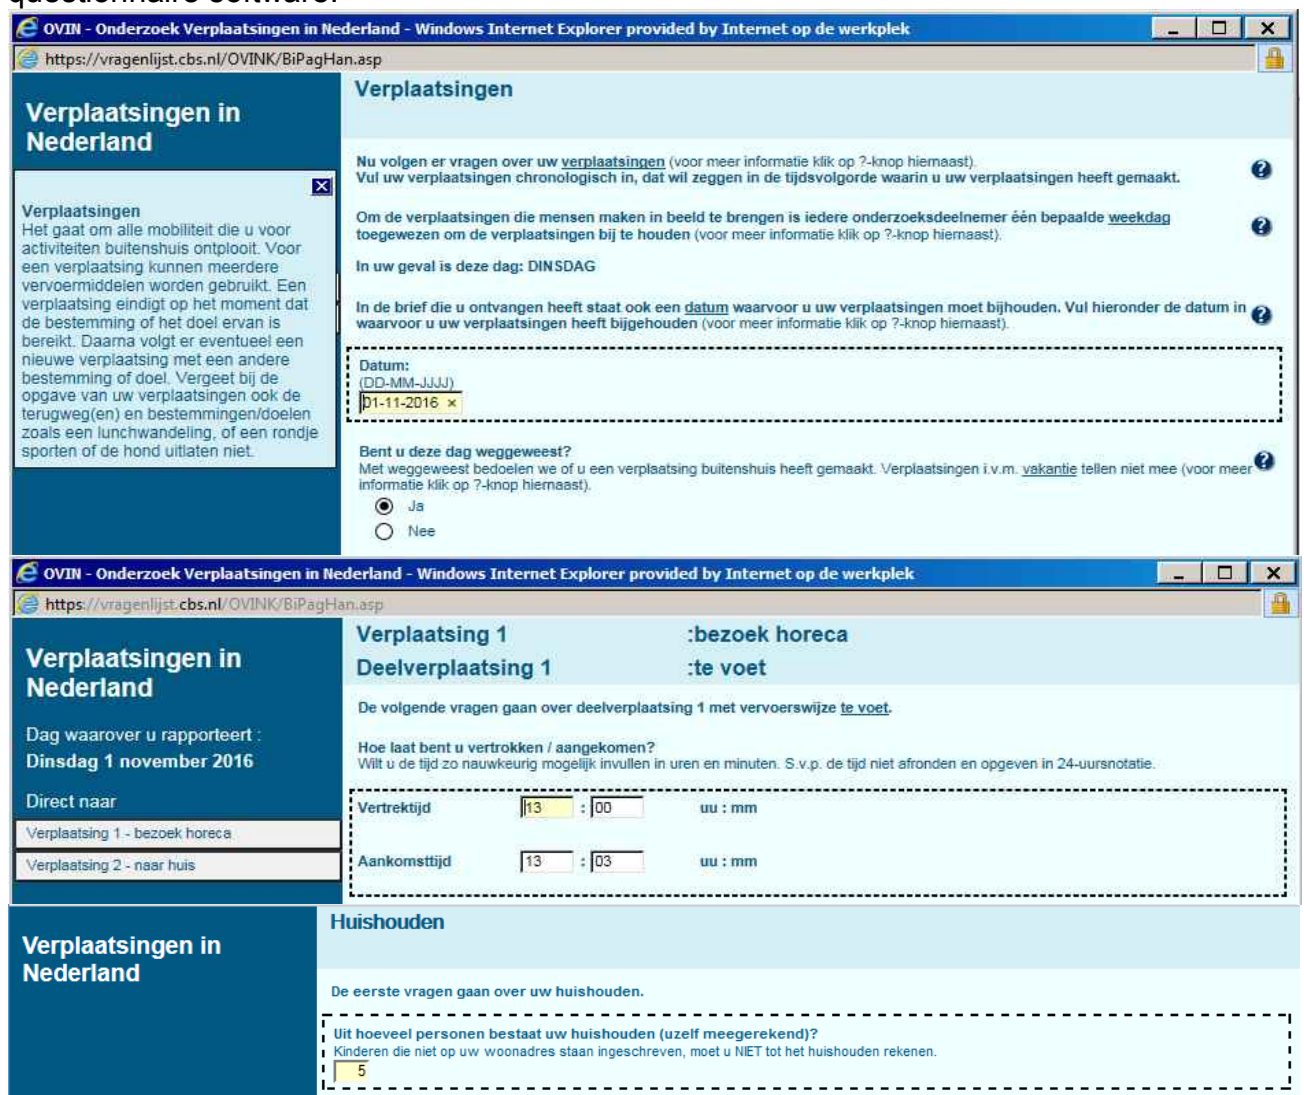 questionnaire software.
OVIN - Onderzoek Verplaatsingen in Nederland - Windows Internet Explorer provided by Internet op de werkplek
https://vragenlijst.cbs.nl/OVINK/BiPagHan.asp
Verplaatsingen in
Nederland
Verplaatsingen
Het gaat om alle mobiliteit die u voor
activiteiten buitenshuis ontplooit. Voor
een verplaatsing kunnen meerdere
vervoermiddelen worden gebruikt. Een
verplaatsing eindigt op het moment dat
de bestemming of het doel ervan is
bereikt. Daarna volgt er eventueel een
nieuwe verplaatsing met een andere
bestemming of doel. Vergeet bij de
opgave van uw verplaatsingen ook de
terugweg(en) en bestemmingen/doelen
zoals een lunchwandeling, of een rondje
sporten of de hond uitlaten niet.
Verplaatsingen
Nu volgen er vragen over uw verplaatsingen (voor meer informatie klik op ?-knop hiernaast).
Vul uw verplaatsingen chronologisch in, dat wil zeggen in de tijdsvolgorde waarin u uw verplaatsingen heeft gemaakt.
Om de verplaatsingen die mensen maken in beeld te brengen is iedere onderzoeksdeelnemer één bepaalde weekdag
toegewezen om de verplaatsingen bij te houden (voor meer informatie klik op ?-knop hiernaast).
In uw geval is deze dag: DINSDAG
In de brief die u ontvangen heeft staat ook een datum waarvoor u uw verplaatsingen moet bijhouden. Vul hieronder de datum in
waarvoor u uw verplaatsingen heeft bijgehouden (voor meer informatie klik op ?-knop hiernaast).
Datum:
(DD-MM-JJJJ)
01-11-2016 ×
Bent u deze dag weggeweest?
Met weggeweest bedoelen we of u een verplaatsing buitenshuis heeft gemaakt. Verplaatsingen i.v.m. vakantie tellen niet mee (voor meer
informatie klik op ?-knop hiernaast).
Ja
Nee
OVIN - Onderzoek Verplaatsingen in Nederland - Windows Internet Explorer provided by Internet op de werkplek
https://vragenlijst.cbs.nl/OVINK/BiPagHan.asp
Verplaatsingen in
Nederland
Dag waarover u rapporteert :
Dinsdag 1 november 2016
Direct naar
Verplaatsing 1 - bezoek horeca
Verplaatsing 2 - naar huis
Verplaatsing 1 :bezoek horeca
Deelverplaatsing 1 :te voet
De volgende vragen gaan over deelverplaatsing 1 met vervoerswijze te voet.
Hoe laat bent u vertrokken / aangekomen?
Wilt u de tijd zo nauwkeurig mogelijk invullen in uren en minuten. S.v.p. de tijd niet afronden en opgeven in 24-uursnotatie.
Vertrektijd 13 : 00 uu : mm
Aankomsttijd 13 : 03 uu : mm
Verplaatsingen in
Nederland
Huishouden
De eerste vragen gaan over uw huishouden.
Uit hoeveel personen bestaat uw huishouden (uzelf meegerekend)?
Kinderen die niet op uw woonadres staan ingeschreven, moet u NIET tot het huishouden rekenen.
5